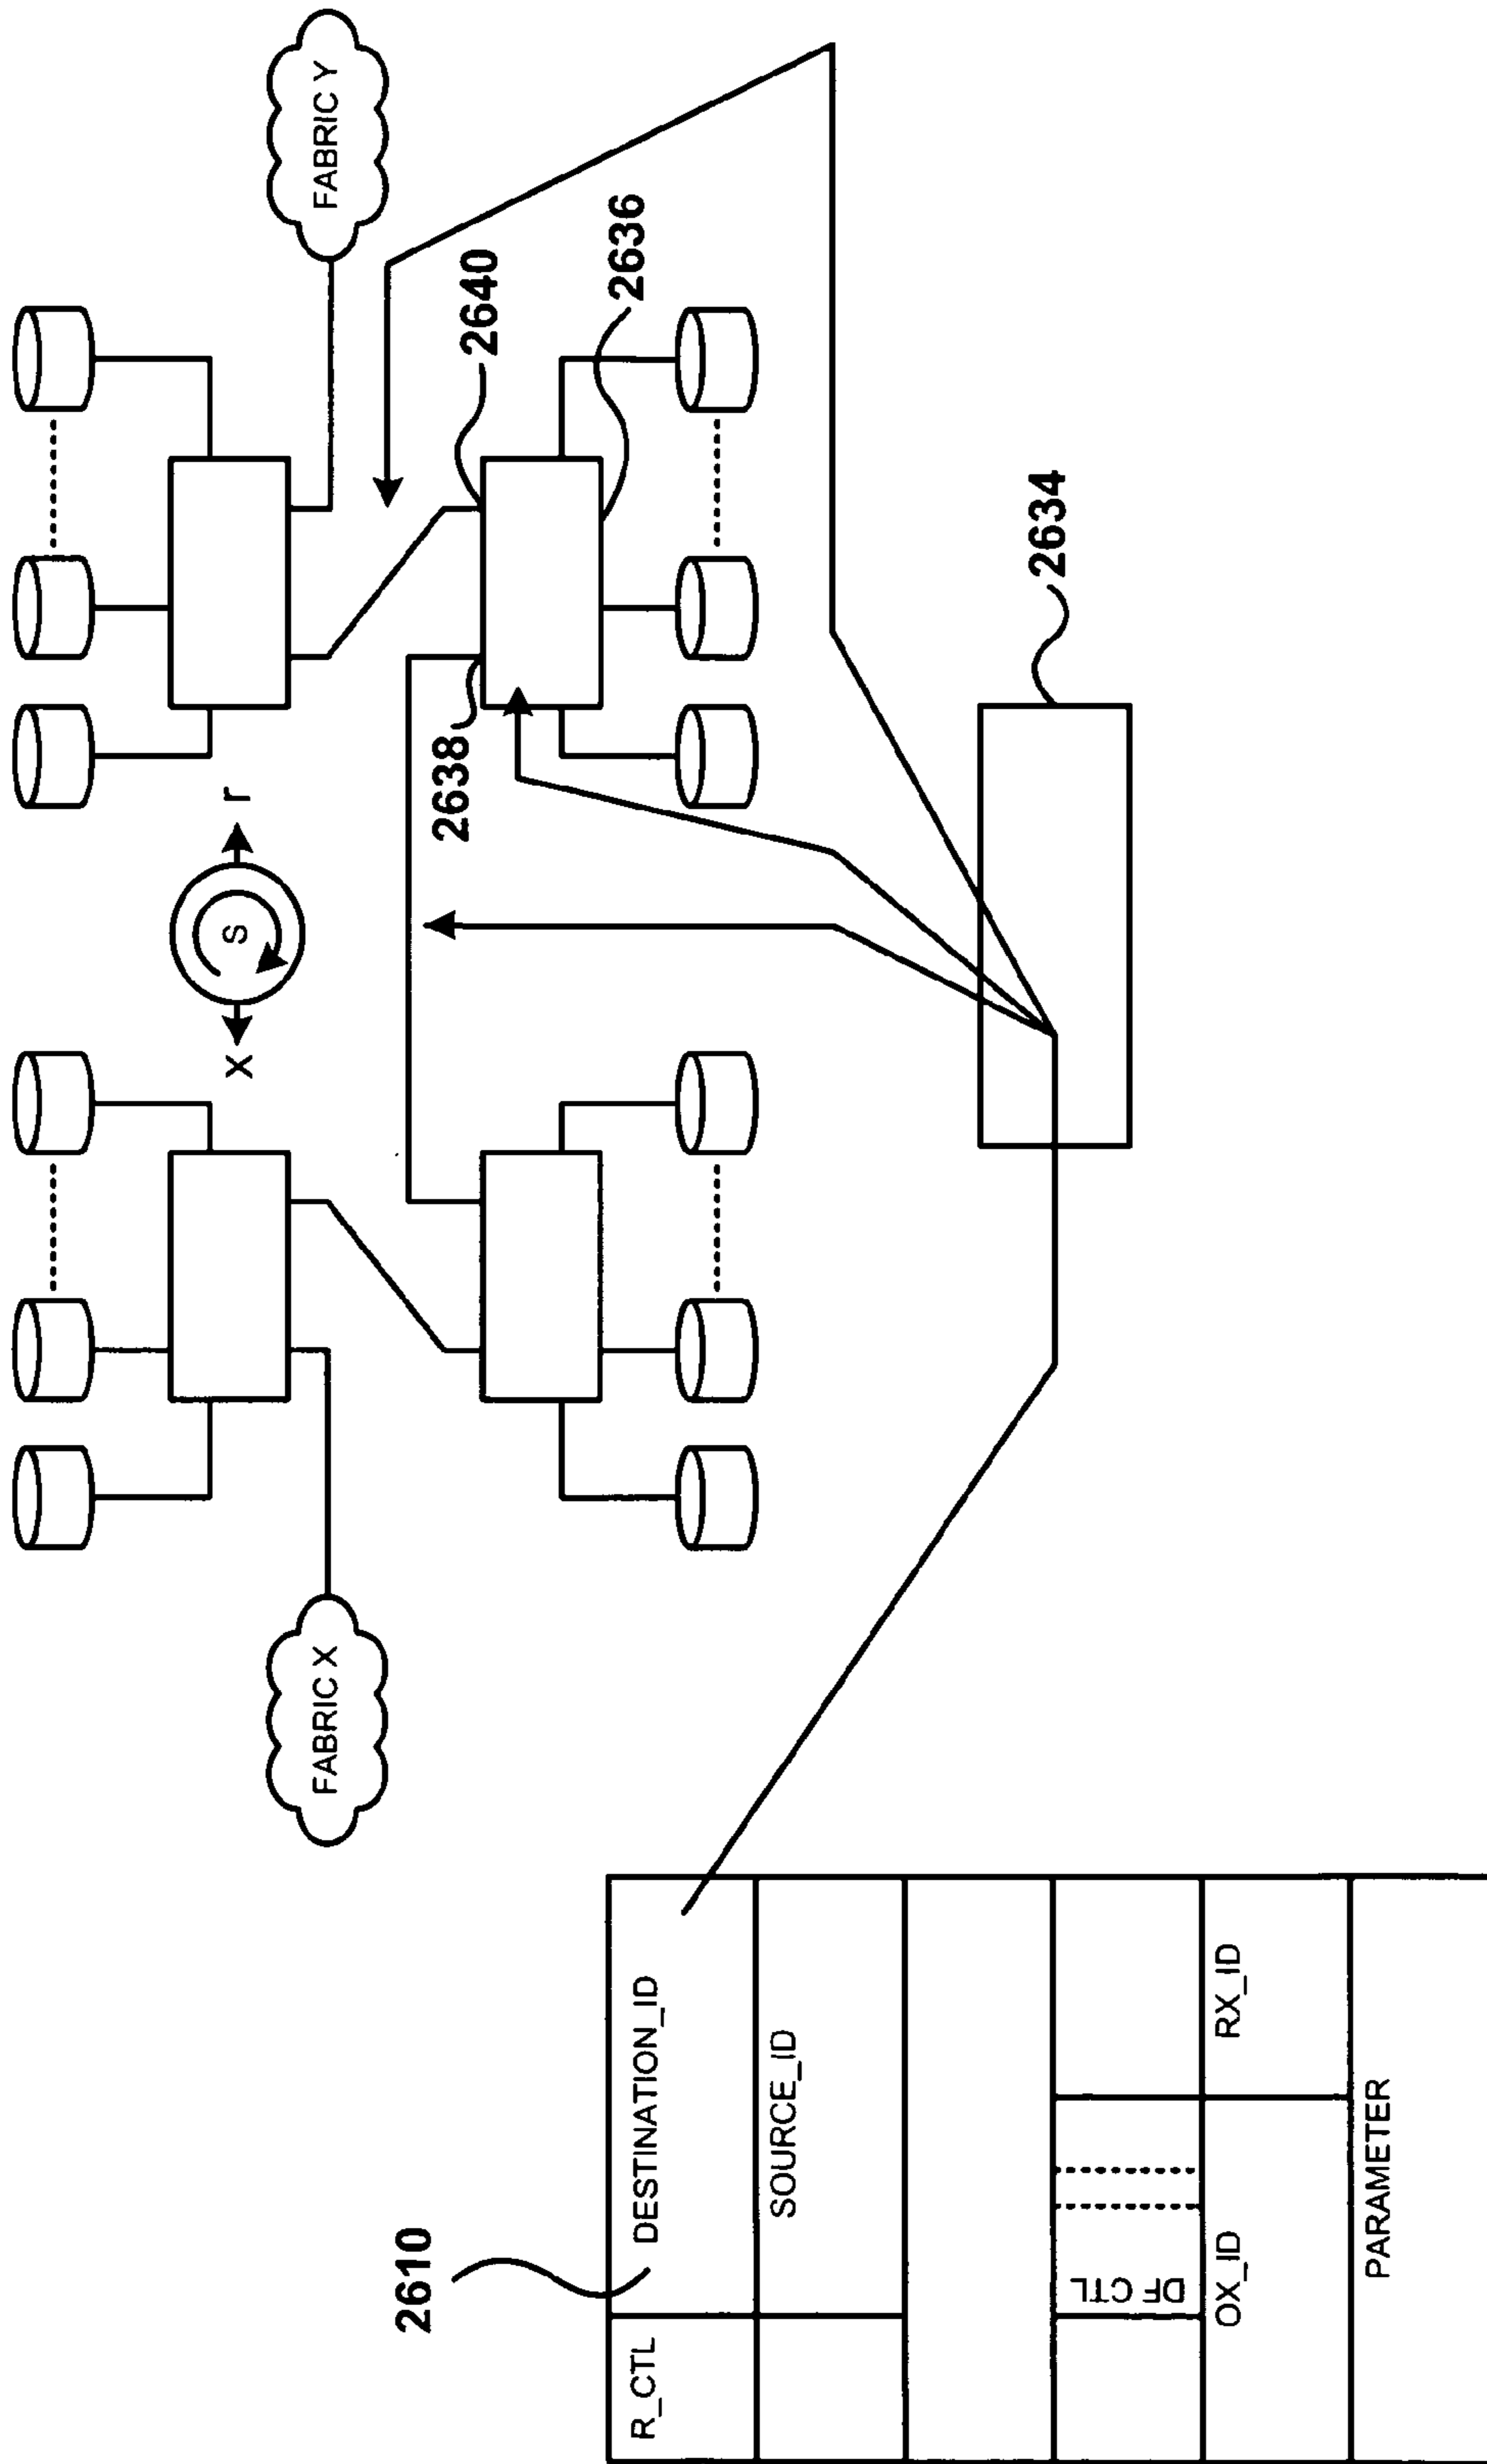 2610
R_CTL
DESTINATION_ID
SOURCE_ID
DF CTL
OX_ID
RX_ID
PARAMETER
FABRIC X
x
S
r
FABRIC Y
2638
2640
2636
2634